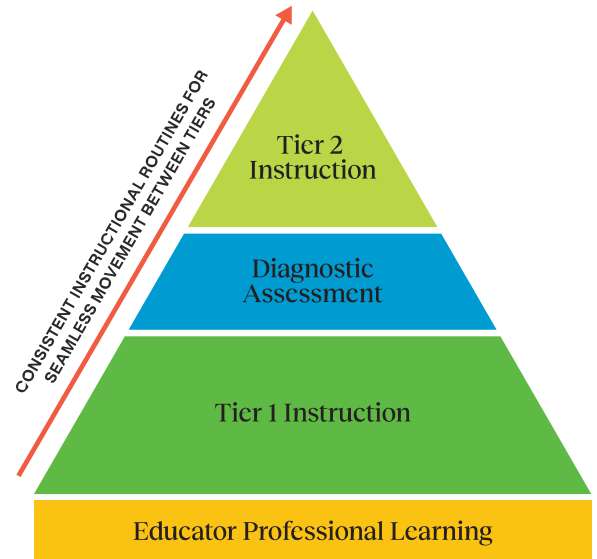 CONSISTENT INSTRUCTIONAL ROUTINES FOR
SEAMLESS MOVEMENT BETWEEN TIERS
Tier 2
Instruction
Diagnostic
Assessment
Tier 1 Instruction
Educator Professional Learning